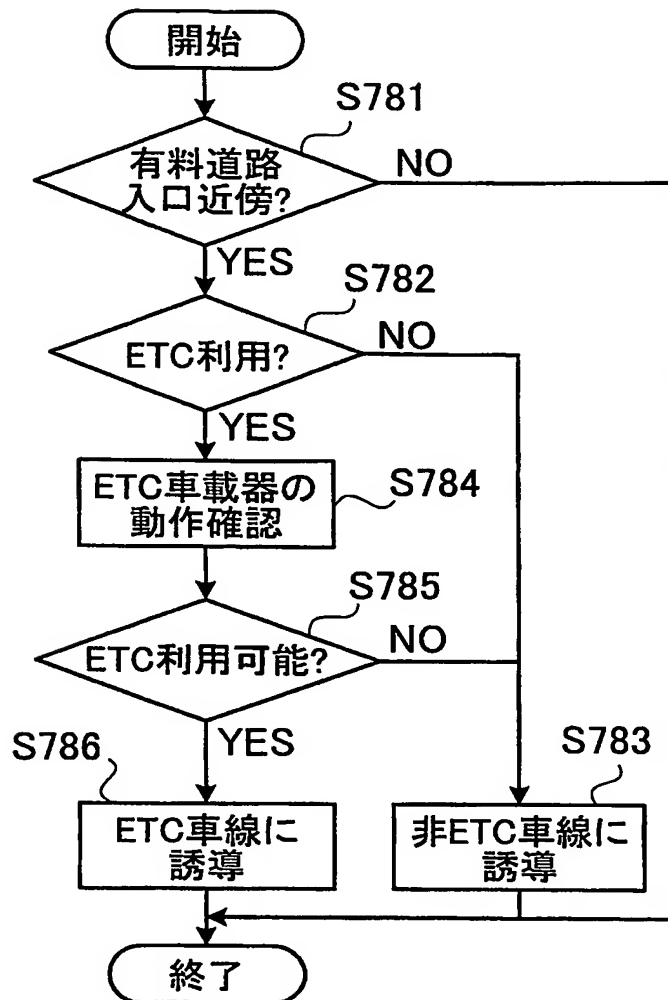 開始
S781
有料道路
入口近傍?
NO
YES
S782
ETC利用?
NO
YES
ETC車載器の
動作確認
S784
S785
ETC利用可能?
NO
YES
S786
S783
ETC車線に
誘導
非ETC車線に
誘導
終了